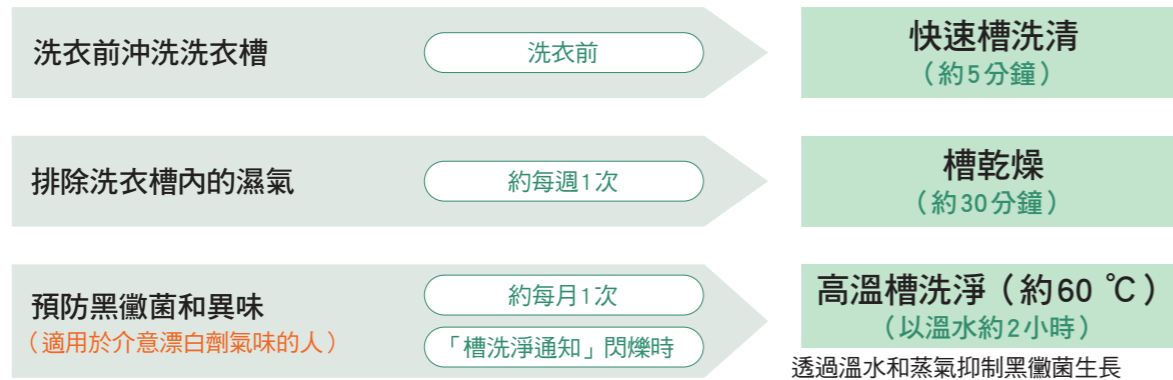 洗衣前沖洗洗衣槽
洗衣前
快速槽洗清
（約5分鐘）
排除洗衣槽內的濕氣
約每週1次
槽乾燥
（約30分鐘）
預防黑黴菌和異味
（適用於介意漂白劑氣味的人）
約每月1次
「槽洗淨通知」閃爍時
高溫槽洗淨（約60 ℃）
（以溫水約2小時）
透過溫水和蒸氣抑制黑黴菌生長